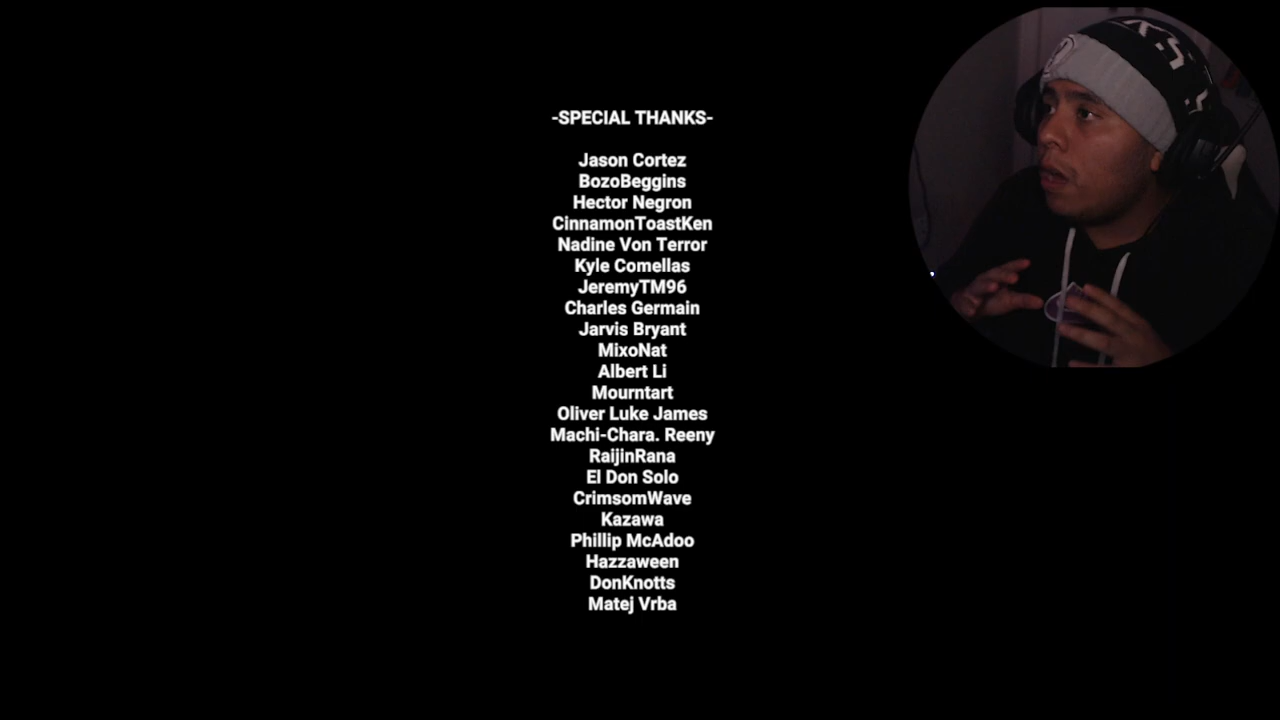 -SPECIAL THANKS-
Jason Cortez
BozoBeggins
Hector Negron
CinnamonToastKen
Nadine Von Terror
Kyle Comellas
JeremyTM96
Charles Germain
Jarvis Bryant
MixoNat
Albert Li
Mourntart
Oliver Luke James
Machi-Chara. Reeny
RaijinRana
El Don Solo
CrimsomWave
Kazawa
Phillip McAdoo
Hazzaween
DonKnotts
Matej Vrba